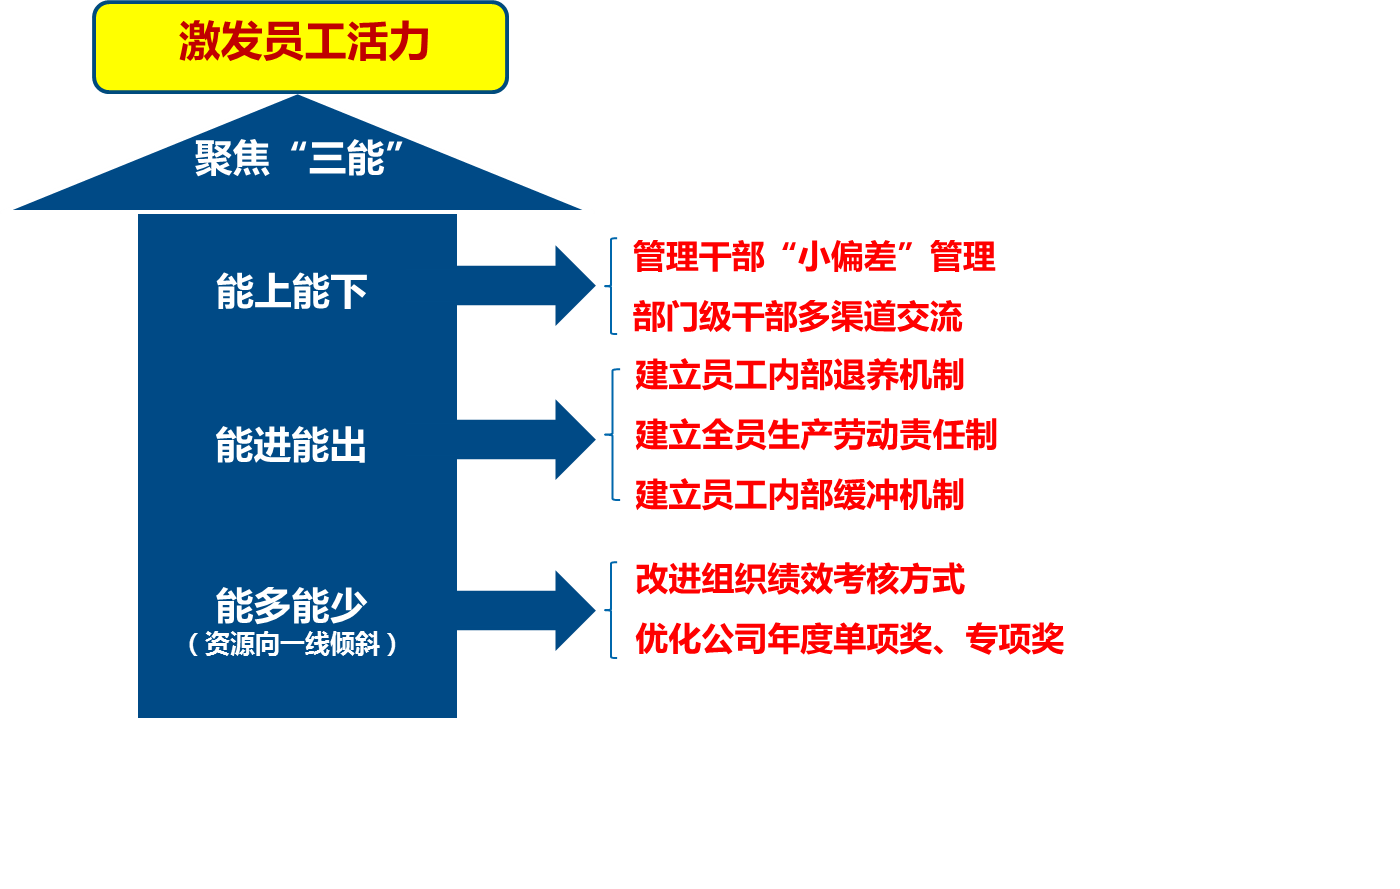 激发员工活力
聚焦“三能”
能上能下
管理干部“小偏差”管理
部门级干部多渠道交流
能进能出
建立员工内部退养机制
建立全员生产劳动责任制
建立员工内部缓冲机制
能多能少
（资源向一线倾斜）
改进组织绩效考核方式
优化公司年度单项奖、专项奖